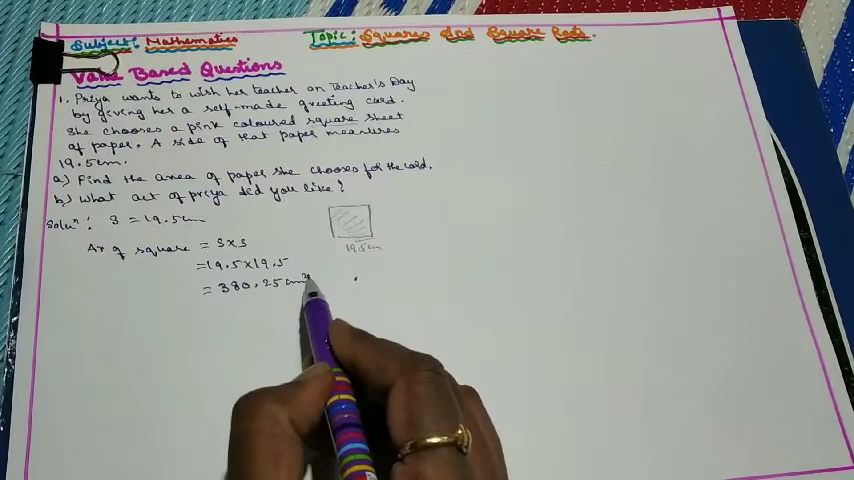 Subject: Mathematics Topic: Squares And Square Roots.
Value Based Questions
1. Priya wants to wish her teacher on Teacher's Day
by giving her a self-made greeting card.
She chooses a pink coloured square sheet
of paper. A side of that paper measures
19.5cm.
a) Find the area of paper she chooses for the card.
b) What act of priya did you like?
Soluⁿ: S = 19.5cm
Ar of square = S×S
19.5cm
=19.5×19.5
= 380.25cm²